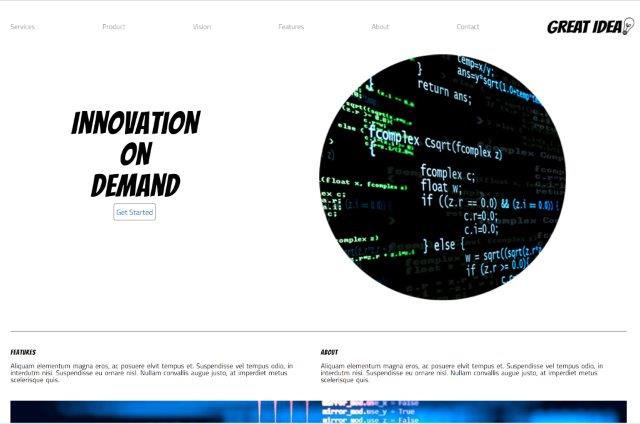 Services
Product
Vision
Features
About
Contact
GREAT IDEA
INNOVATION
ON
DEMAND
Get Started
temp=x/y;
ans=y*sqrt(1.0+temp*
}
return ans;
}
else {
fcomplex Csqrt(fcomplex z)
{
fcomplex c;
float w;
if ((z.r == 0.0) && (z.i == 0.0))
c.r=0.0;
c.i=0.0;
} else {
w = sqrt((sqrt(z.r*
if (z.r >= 0.0){
FEATURES
Aliquam elementum magna eros, ac posuere elvit tempus et. Suspendisse vel tempus odio, in
interdutm nisi. Suspendisse eu ornare nisl. Nullam convallis augue justo, at imperdiet metus
scelerisque quis.
ABOUT
Aliquam elementum magna eros, ac posuere elvit tempus et. Suspendisse vel tempus odio, in
interdutm nisi. Suspendisse eu ornare nisl. Nullam convallis augue justo, at imperdiet metus
scelerisque quis.
mirror_mod.use_x = False
mirror_mod.use_y = True
mirror_mod.use_z = False